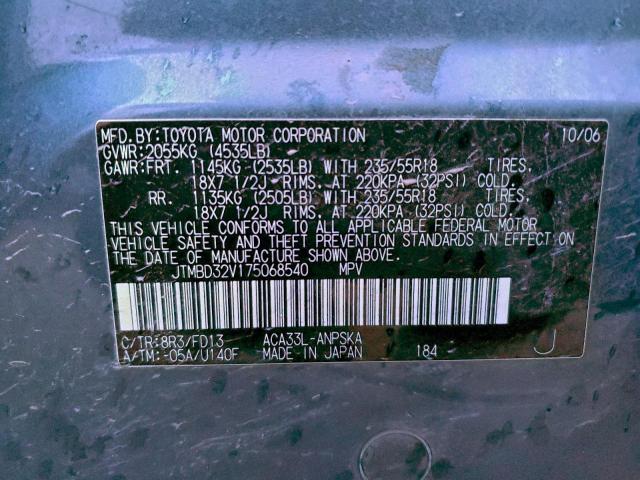 MFD.BY:TOYOTA MOTOR CORPORATION 10/06
GVWR:2055KG (4535LB)
GAWR:FRT. 1145KG (2535LB) WITH 235/55R18 TIRES.
18X7 1/2J RIMS. AT 220KPA (32PSI) COLD.
RR. 1135KG (2505LB) WITH 235/55R18 TIRES.
18X7 1/2J RIMS. AT 220KPA (32PSI) COLD.
THIS VEHICLE CONFORMS TO ALL APPLICABLE FEDERAL MOTOR
VEHICLE SAFETY AND THEFT PREVENTION STANDARDS IN EFFECT ON
THE DATE OF MANUFACTURE SHOWN ABOVE.
JTMBD32V175068540 MPV
C/TR:8R3/FD13 ACA33L-ANPSKA
A/TM:-05A/U140F MADE IN JAPAN 184 J